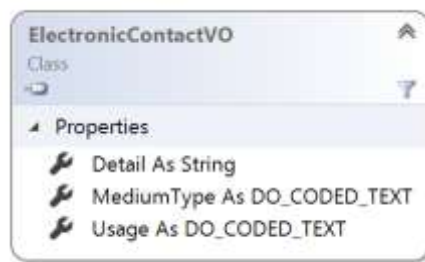 ElectronicContactVO
Class
Properties
Detail As String
MediumType As DO_CODED_TEXT
Usage As DO_CODED_TEXT